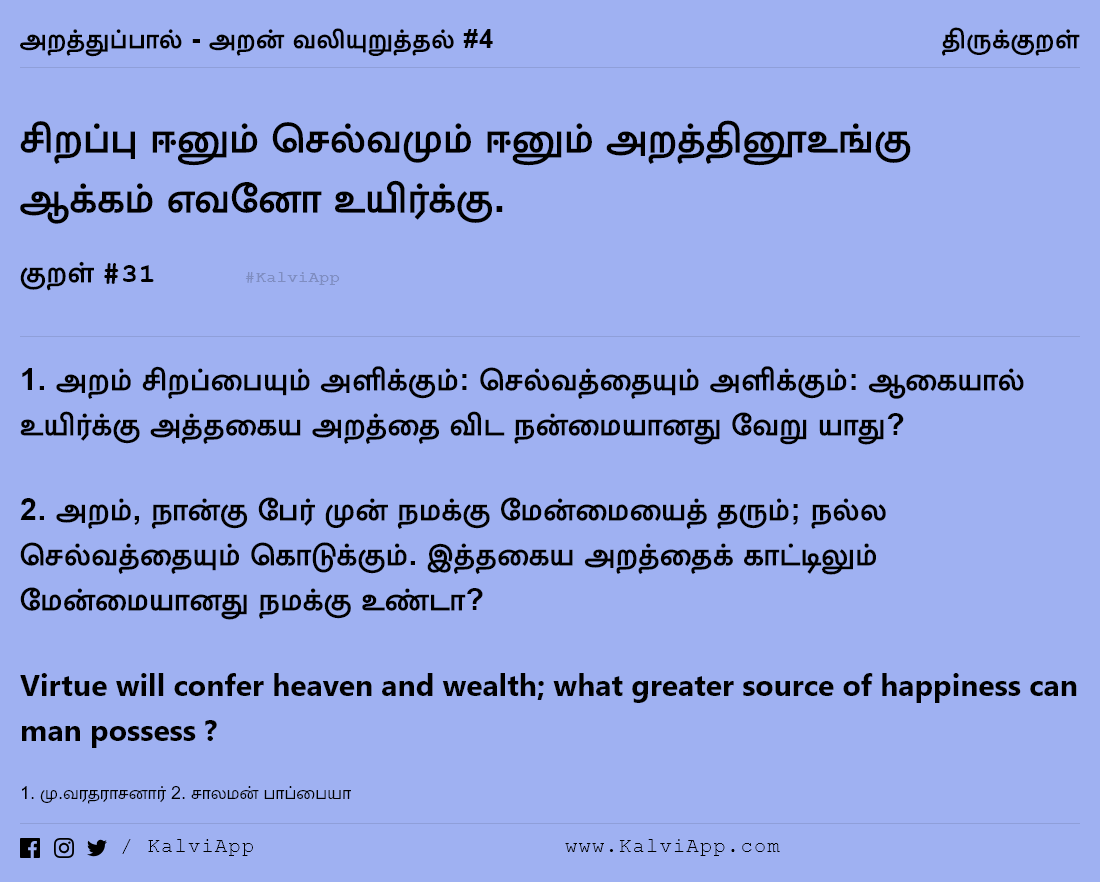 அறத்துப்பால் - அறன் வலியுறுத்தல் #4
திருக்குறள்
சிறப்பு ஈனும் செல்வமும் ஈனும் அறத்தினூஉங்கு
ஆக்கம் எவனோ உயிர்க்கு.
குறள் #31
#KalviApp
1. அறம் சிறப்பையும் அளிக்கும்: செல்வத்தையும் அளிக்கும்: ஆகையால்
உயிர்க்கு அத்தகைய அறத்தை விட நன்மையானது வேறு யாது?
2. அறம், நான்கு பேர் முன் நமக்கு மேன்மையைத் தரும்; நல்ல
செல்வத்தையும் கொடுக்கும். இத்தகைய அறத்தைக் காட்டிலும்
மேன்மையானது நமக்கு உண்டா?
Virtue will confer heaven and wealth; what greater source of happiness can
man possess ?
1. மு.வரதராசனார் 2. சாலமன் பாப்பையா
/ KalviApp
www.KalviApp.com